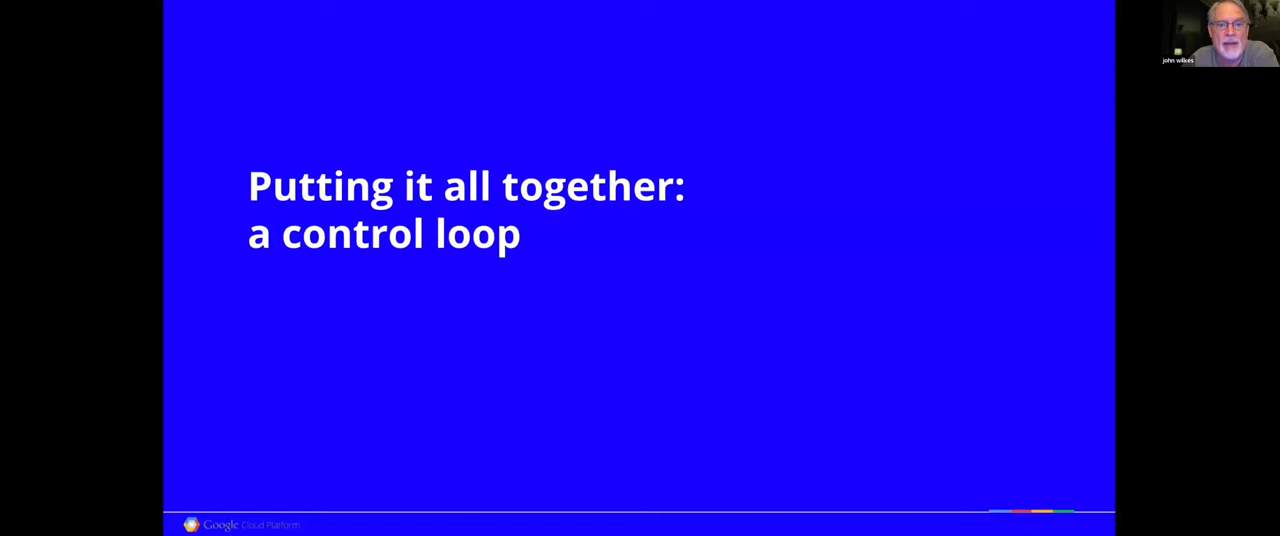 john wilkes
Putting it all together:
a control loop
Google Cloud Platform